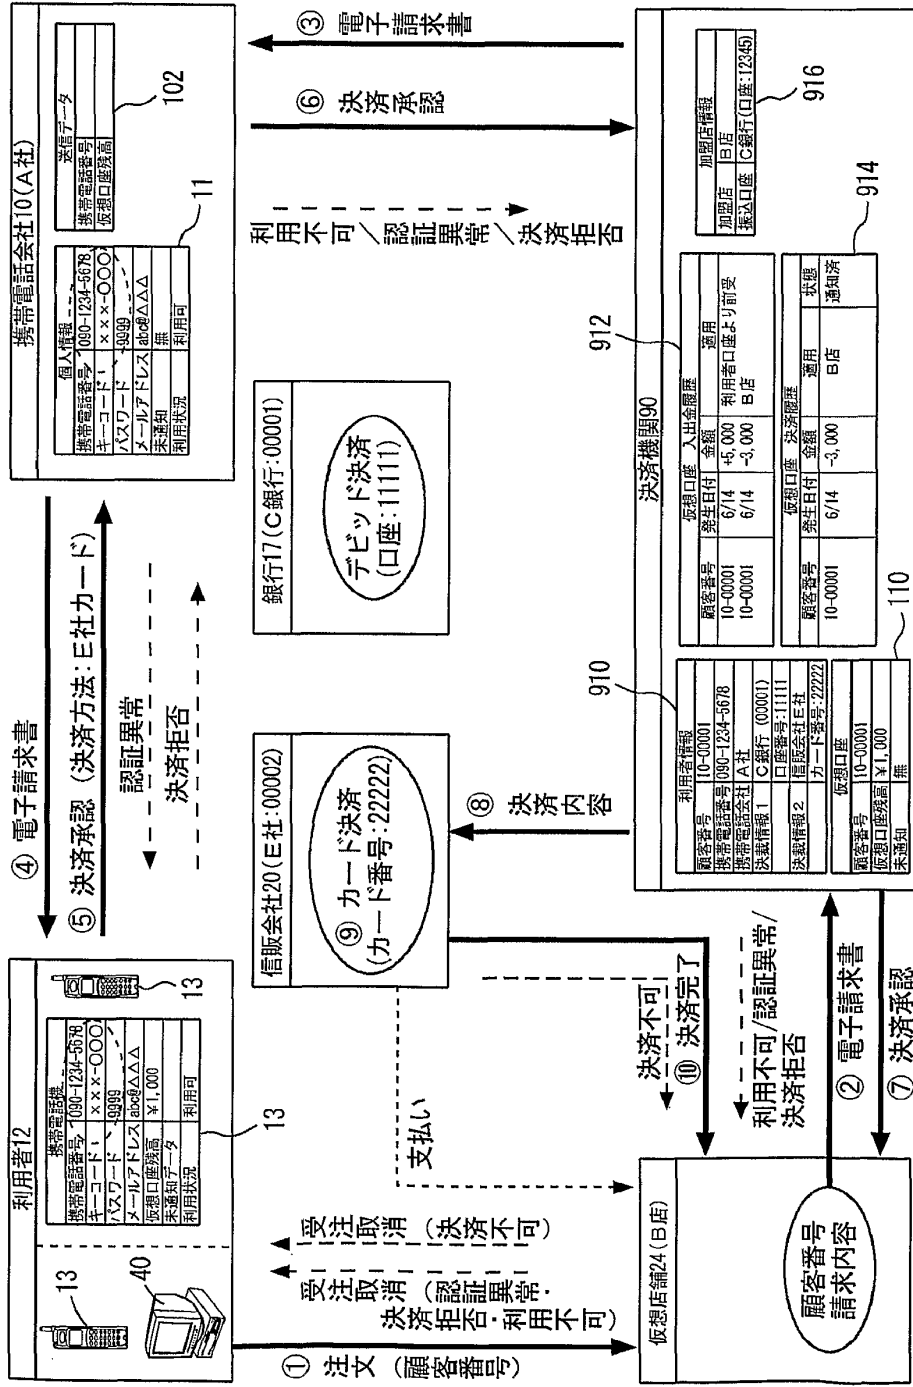 利用者12
13
40
携帯電話機
携帯電話番号 090-1234-5678
キーコード ×××-○○○
パスワード 9999
メールアドレス abc@△△△
仮想口座残高 ¥1,000
未通知データ
利用状況 利用可
13
13
④ 電子請求書
⑤ 決済承認（決済方法：E社カード）
認証異常
決済拒否
携帯電話会社10(A社)
個人情報
携帯電話番号 090-1234-5678
キーコード ×××-○○○
パスワード 9999
メールアドレス abc@△△△
未通知 無
利用状況 利用可
11
送信データ
携帯電話番号
仮想口座残高
102
① 注文（顧客番号）
受注取消（認証異常・
決済拒否・利用不可）
受注取消（決済不可）
支払い
信販会社20(E社:00002)
⑨ カード決済
(カード番号:22222)
銀行17(C銀行:00001)
デビッド決済
(口座:11111)
③ 電子請求書
⑥ 決済承認
利用不可／認証異常／決済拒否
決済不可
⑩ 決済完了
⑧ 決済
内容
利用不可/認証異常/
決済拒否
② 電子請求書
⑦ 決済承認
仮想店舗24(B店)
顧客番号
請求内容
決済機関90
910
利用者情報
顧客番号 10-00001
携帯電話番号 090-1234-5678
携帯電話会社 A社
決裁情報1 C銀行 (00001)
口座番号:11111
決裁情報2 信販会社E社
カード番号:22222
仮想口座
顧客番号 10-00001
仮想口座残高 ¥1,000
未通知 無
110
912
仮想口座 入出金履歴
顧客番号 発生日付 金額 適用
10-00001 6/14 +5,000 利用者口座より前受
10-00001 6/14 -3,000 B店
仮想口座 決済履歴
顧客番号 発生日付 金額 適用 状態
10-00001 6/14 -3,000 B店 通知済
914
加盟店情報
加盟店 B店
振込口座 C銀行(口座:12345)
916